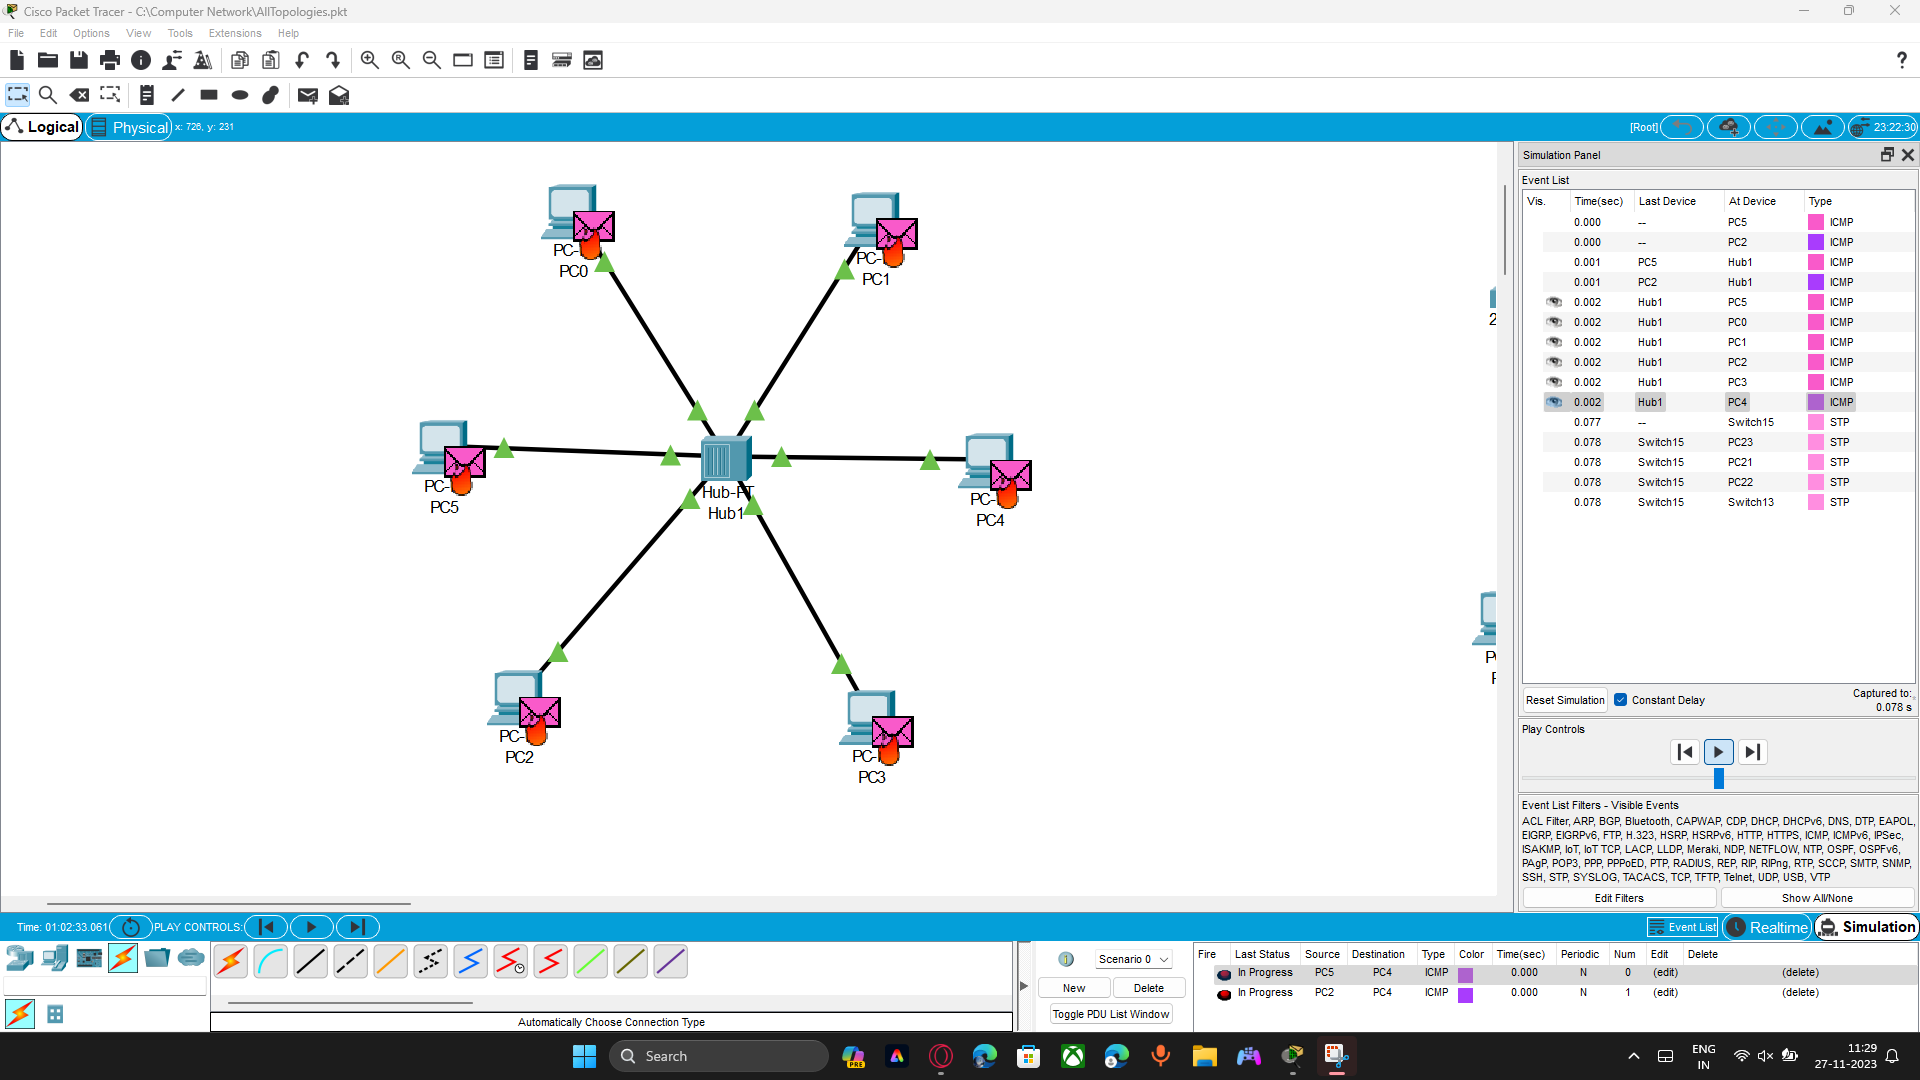 Cisco Packet Tracer - C:\Computer Network\AllTopologies.pkt
File Edit Options View Tools Extensions Help
Logical Physical x: 726, y: 231 [Root] 23:22:30
PC0
PC1
PC5
Hub-PT
Hub1
PC4
PC2
PC3
Simulation Panel
Event List
Vis. Time(sec) Last Device At Device Type
0.000 -- PC5 ICMP
0.000 -- PC2 ICMP
0.001 PC5 Hub1 ICMP
0.001 PC2 Hub1 ICMP
0.002 Hub1 PC5 ICMP
0.002 Hub1 PC0 ICMP
0.002 Hub1 PC1 ICMP
0.002 Hub1 PC2 ICMP
0.002 Hub1 PC3 ICMP
0.002 Hub1 PC4 ICMP
0.077 -- Switch15 STP
0.078 Switch15 PC23 STP
0.078 Switch15 PC21 STP
0.078 Switch15 PC22 STP
0.078 Switch15 Switch13 STP
Reset Simulation Constant Delay Captured to:
0.078 s
Play Controls
Event List Filters - Visible Events
ACL Filter, ARP, BGP, Bluetooth, CAPWAP, CDP, DHCP, DHCPv6, DNS, DTP, EAPOL,
EIGRP, EIGRPv6, FTP, H.323, HSRP, HSRPv6, HTTP, HTTPS, ICMP, ICMPv6, IPSec,
ISAKMP, IoT, IoT TCP, LACP, LLDP, Meraki, NDP, NETFLOW, NTP, OSPF, OSPFv6,
PAgP, POP3, PPP, PPPoED, PTP, RADIUS, REP, RIP, RIPng, RTP, SCCP, SMTP, SNMP,
SSH, STP, SYSLOG, TACACS, TCP, TFTP, Telnet, UDP, USB, VTP
Edit Filters Show All/None
Time: 01:02:33.061 PLAY CONTROLS: Event List Realtime Simulation
Automatically Choose Connection Type
Scenario 0
New Delete
Toggle PDU List Window
Fire Last Status Source Destination Type Color Time(sec) Periodic Num Edit Delete
In Progress PC5 PC4 ICMP 0.000 N 0 (edit) (delete)
In Progress PC2 PC4 ICMP 0.000 N 1 (edit) (delete)
Search
PRE
ENG
IN
11:29
27-11-2023